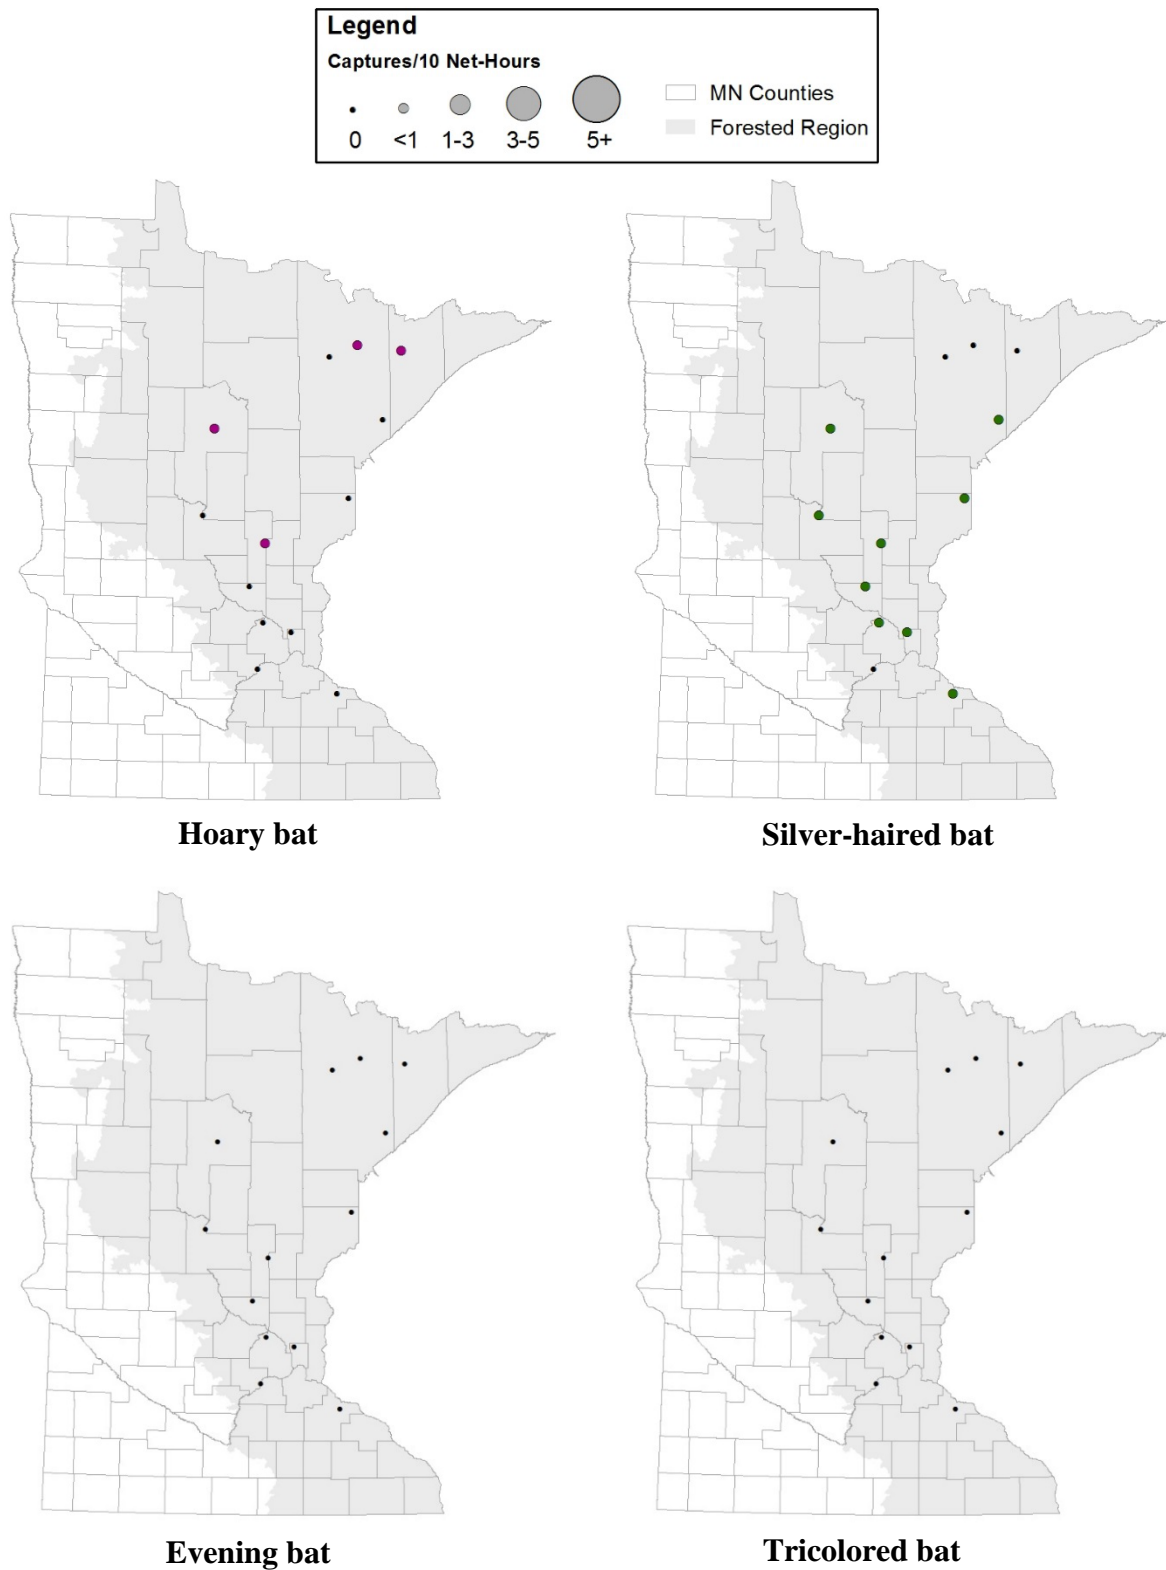 Legend
Captures/10 Net-Hours
0 <1 1-3 3-5 5+
MN Counties
Forested Region
Hoary bat
Silver-haired bat
Evening bat
Tricolored bat